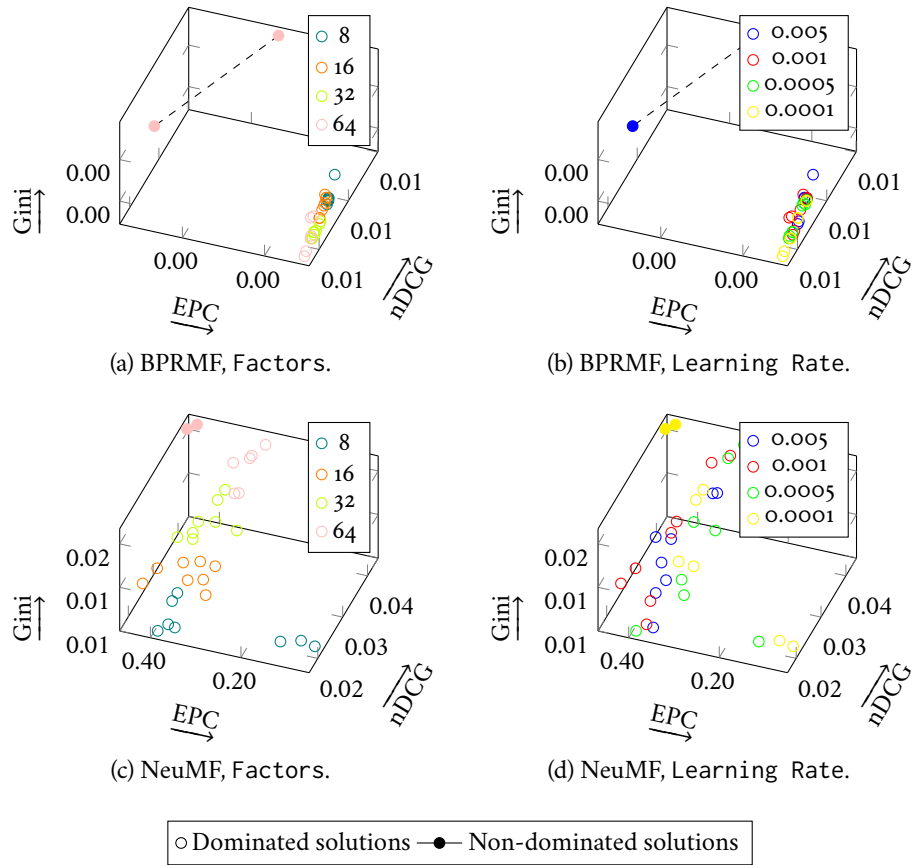 8
16
32
64
0.00
0.00
Gini
0.00
0.00
EPC
0.01
0.01
0.01
nDCG
(a) BPRMF, Factors.
0.005
0.001
0.0005
0.0001
0.00
0.00
Gini
0.00
0.00
EPC
0.01
0.01
0.01
nDCG
(b) BPRMF, Learning Rate.
8
16
32
64
0.02
0.01
0.01
Gini
0.40
0.20
EPC
0.04
0.03
0.02
nDCG
(c) NeuMF, Factors.
0.005
0.001
0.0005
0.0001
0.02
0.01
0.01
Gini
0.40
0.20
EPC
0.04
0.03
0.02
nDCG
(d) NeuMF, Learning Rate.
Dominated solutions Non-dominated solutions